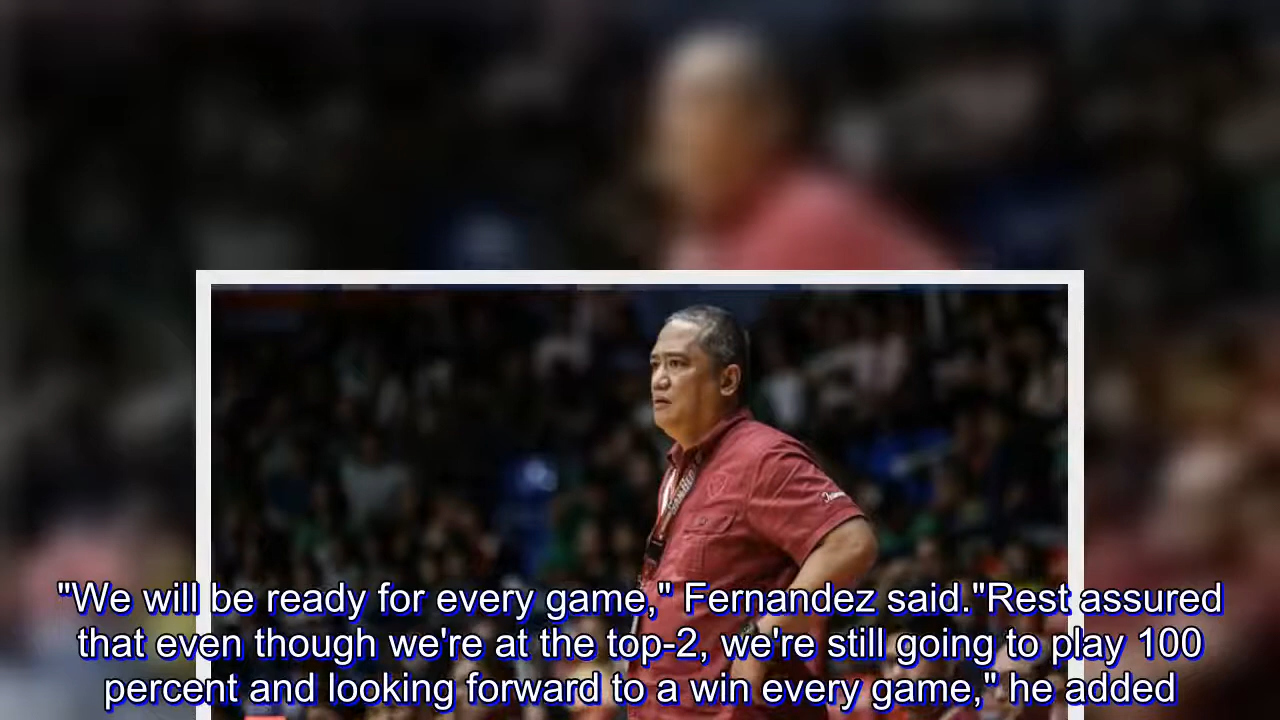 "We will be ready for every game," Fernandez said."Rest assured
that even though we're at the top-2, we're still going to play 100
percent and looking forward to a win every game," he added